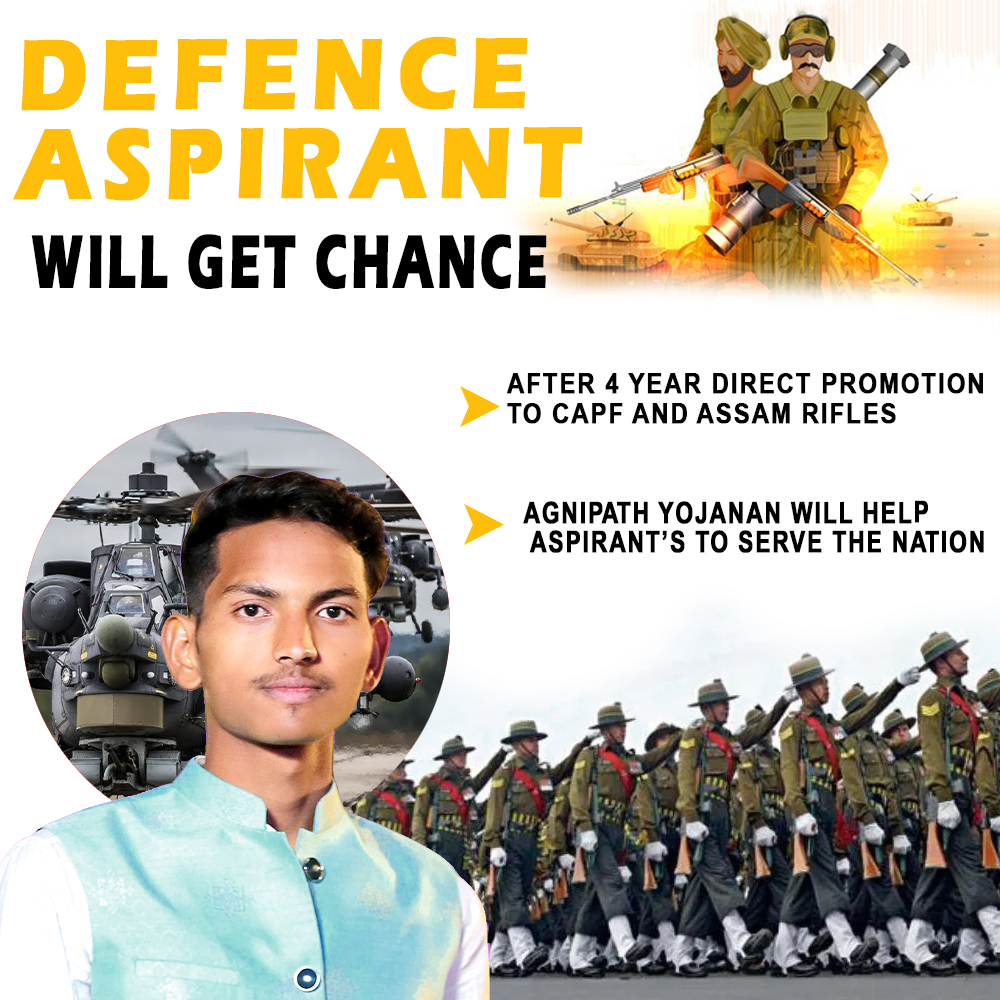 DEFENCE
ASPIRANT
WILL GET CHANCE
AFTER 4 YEAR DIRECT PROMOTION
TO CAPF AND ASSAM RIFLES
AGNIPATH YOJANAN WILL HELP
ASPIRANT'S TO SERVE THE NATION